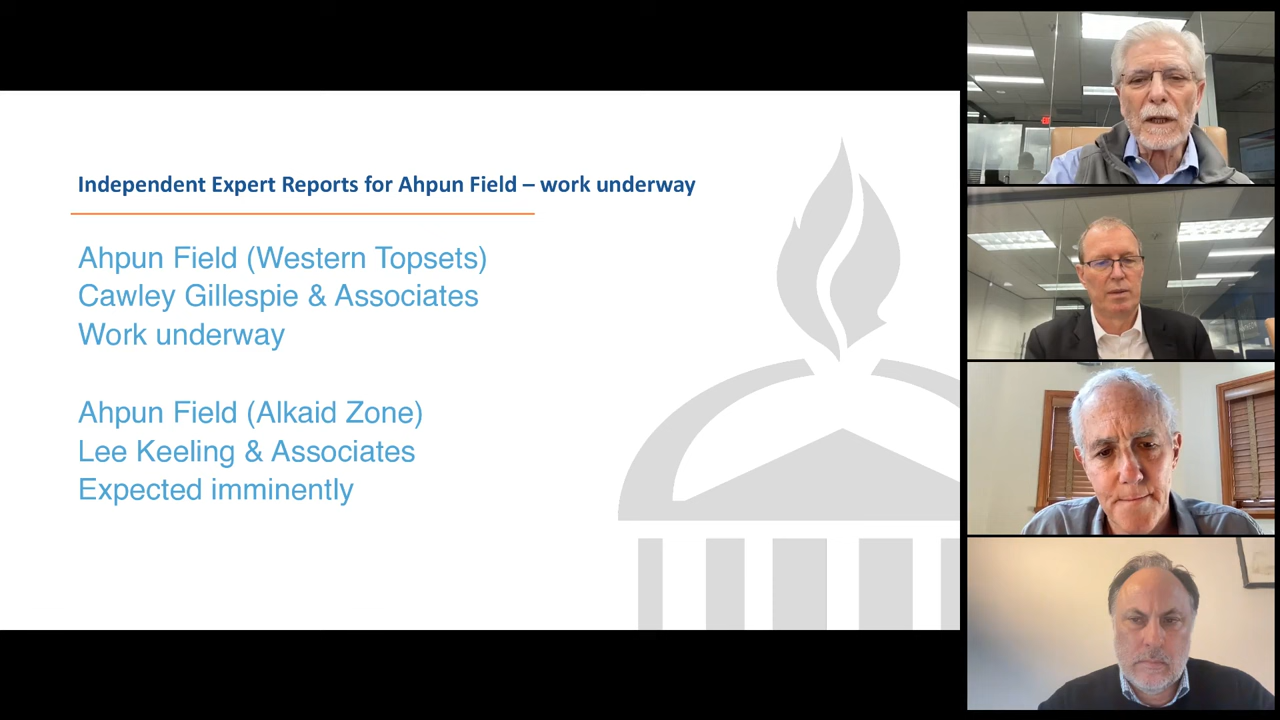 Independent Expert Reports for Ahpun Field – work underway
Ahpun Field (Western Topsets)
Cawley Gillespie & Associates
Work underway
Ahpun Field (Alkaid Zone)
Lee Keeling & Associates
Expected imminently